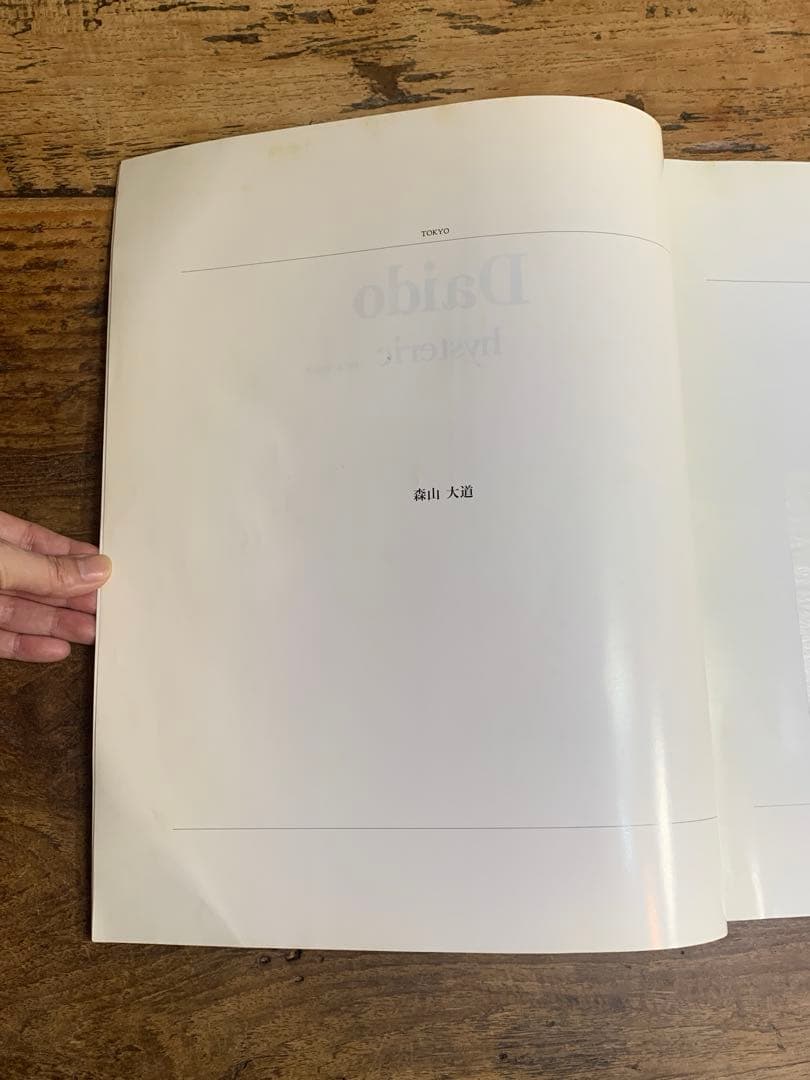 TOKYO
Daido
hysteric
森山 大道